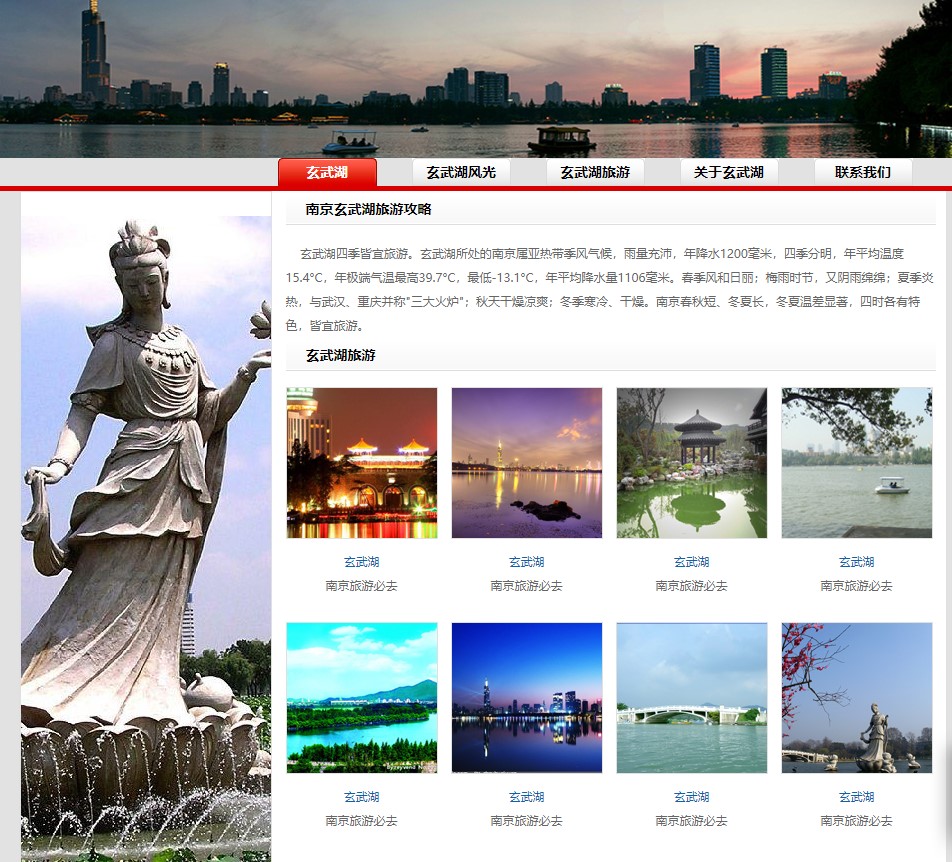 玄武湖 玄武湖风光 玄武湖旅游 关于玄武湖 联系我们
南京玄武湖旅游攻略
玄武湖四季皆宜旅游。玄武湖所处的南京属亚热带季风气候，雨量充沛，年降水1200毫米，四季分明，年平均温度
15.4°C，年极端气温最高39.7°C，最低-13.1°C，年平均降水量1106毫米。春季风和日丽；梅雨时节，又阴雨绵绵；夏季炎
热，与武汉、重庆并称"三大火炉"；秋天干燥凉爽；冬季寒冷、干燥。南京春秋短、冬夏长，冬夏温差显著，四时各有特
色，皆宜旅游。
玄武湖旅游
玄武湖 玄武湖 玄武湖 玄武湖
南京旅游必去 南京旅游必去 南京旅游必去 南京旅游必去
玄武湖 玄武湖 玄武湖 玄武湖
南京旅游必去 南京旅游必去 南京旅游必去 南京旅游必去